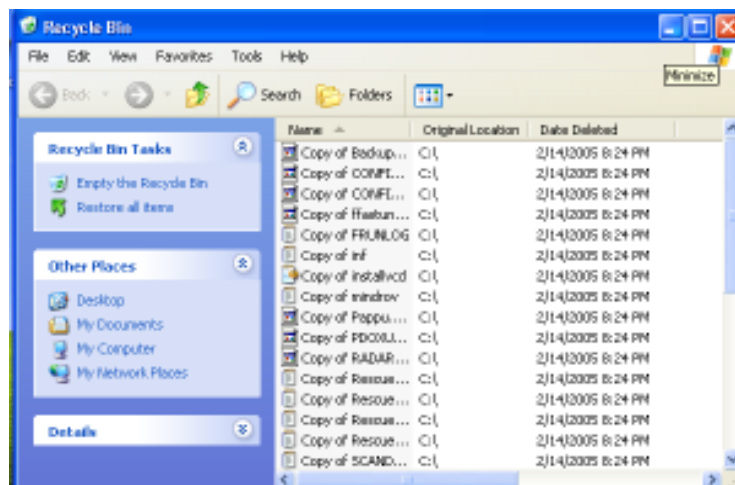 Recycle Bin
File Edit View Favorites Tools Help
Minimize
Back Search Folders
Name Original Location Date Deleted
Recycle Bin Tasks
Empty the Recycle Bin
Restore all items
Other Places
Desktop
My Documents
My Computer
My Network Places
Details
Copy of Backup... C:\ 2/14/2005 8:24 PM
Copy of CONFI... C:\ 2/14/2005 8:24 PM
Copy of CONFI... C:\ 2/14/2005 8:24 PM
Copy of ffastun... C:\ 2/14/2005 8:24 PM
Copy of FRUNLOG C:\ 2/14/2005 8:24 PM
Copy of inf C:\ 2/14/2005 8:24 PM
Copy of installvcd C:\ 2/14/2005 8:24 PM
Copy of mindrov C:\ 2/14/2005 8:24 PM
Copy of Pappu.... C:\ 2/14/2005 8:24 PM
Copy of PDOXU... C:\ 2/14/2005 8:24 PM
Copy of RADAR... C:\ 2/14/2005 8:24 PM
Copy of Rescue... C:\ 2/14/2005 8:24 PM
Copy of Rescue... C:\ 2/14/2005 8:24 PM
Copy of Rescue... C:\ 2/14/2005 8:24 PM
Copy of Rescue... C:\ 2/14/2005 8:24 PM
Copy of SCAND... C:\ 2/14/2005 8:24 PM